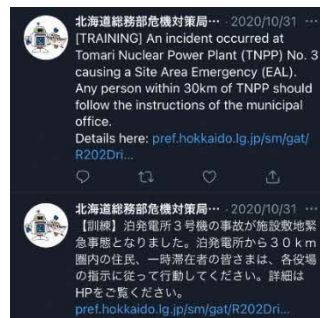 北海道総務部危機対策局… · 2020/10/31 ···
[TRAINING] An incident occurred at
Tomari Nuclear Power Plant (TNPP) No. 3
causing a Site Area Emergency (EAL).
Any person within 30km of TNPP should
follow the instructions of the municipal
office.
Details here: pref.hokkaido.lg.jp/sm/gat/
R202Dri...
北海道総務部危機対策局… · 2020/10/31 ···
【訓練】泊発電所3号機の事故が施設敷地緊
急事態となりました。泊発電所から30km
圏内の住民、一時滞在者の皆さまは、各役場
の指示に従って行動してください。詳細は
HPをご覧ください。
pref.hokkaido.lg.jp/sm/gat/R202Dri...